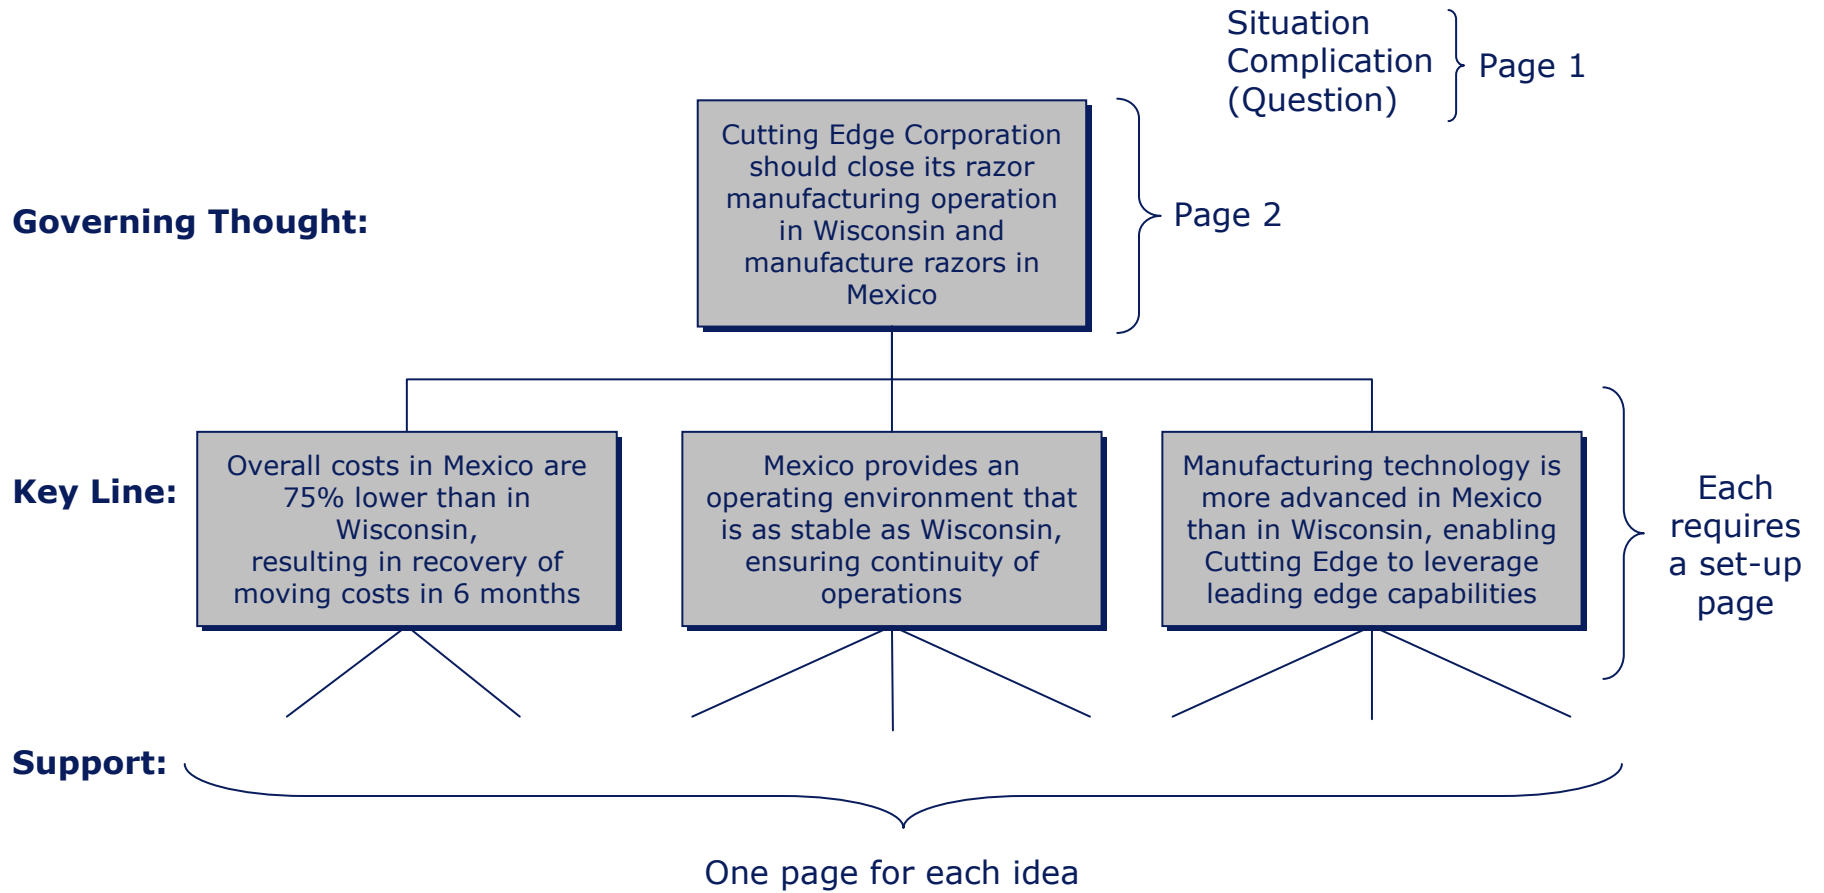 Situation
Complication
(Question)
Page 1
Governing Thought:
Cutting Edge Corporation
should close its razor
manufacturing operation
in Wisconsin and
manufacture razors in
Mexico
Page 2
Key Line:
Overall costs in Mexico are
75% lower than in
Wisconsin,
resulting in recovery of
moving costs in 6 months
Mexico provides an
operating environment that
is as stable as Wisconsin,
ensuring continuity of
operations
Manufacturing technology is
more advanced in Mexico
than in Wisconsin, enabling
Cutting Edge to leverage
leading edge capabilities
Each
requires
a set-up
page
Support:
One page for each idea